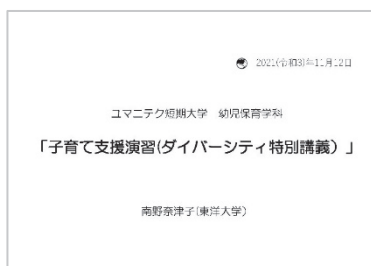 2021(令和3)年11月12日
ユマニテク短期大学　幼児保育学科
「子育て支援演習(ダイバーシティ特別講義）」
南野奈津子(東洋大学)